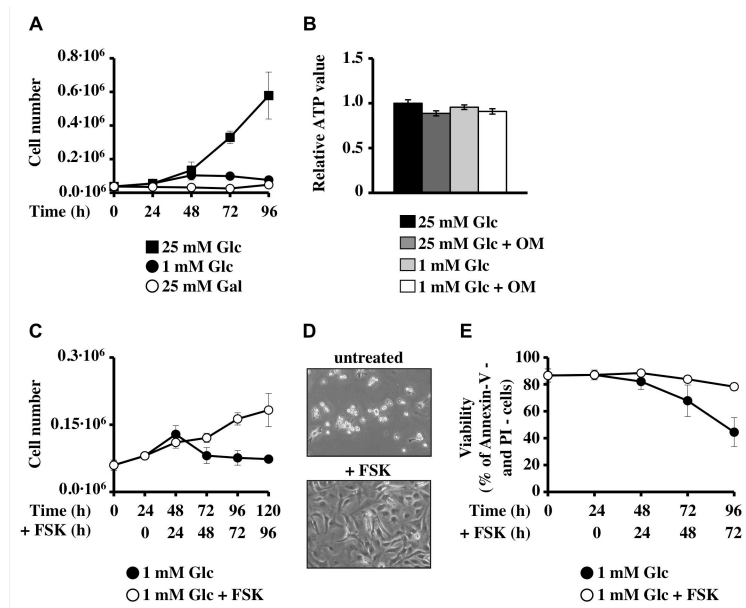 A
0.8·10⁶
0.6·10⁶
0.4·10⁶
0.2·10⁶
0.0·10⁶
Cell number
Time (h) 0 24 48 72 96
25 mM Glc
1 mM Glc
25 mM Gal
B
1.5
1.0
0.5
0
Relative ATP value
25 mM Glc
25 mM Glc + OM
1 mM Glc
1 mM Glc + OM
C
0.3·10⁶
0.15·10⁶
0.0·10⁶
Cell number
Time (h) 0 24 48 72 96 120
+ FSK (h) 0 24 48 72 96
1 mM Glc
1 mM Glc + FSK
D
untreated
+ FSK
E
100
80
60
40
20
0
Viability
(% of Annexin-V -
and PI - cells)
Time (h) 0 24 48 72 96
+ FSK (h) 0 24 48 72
1 mM Glc
1 mM Glc + FSK